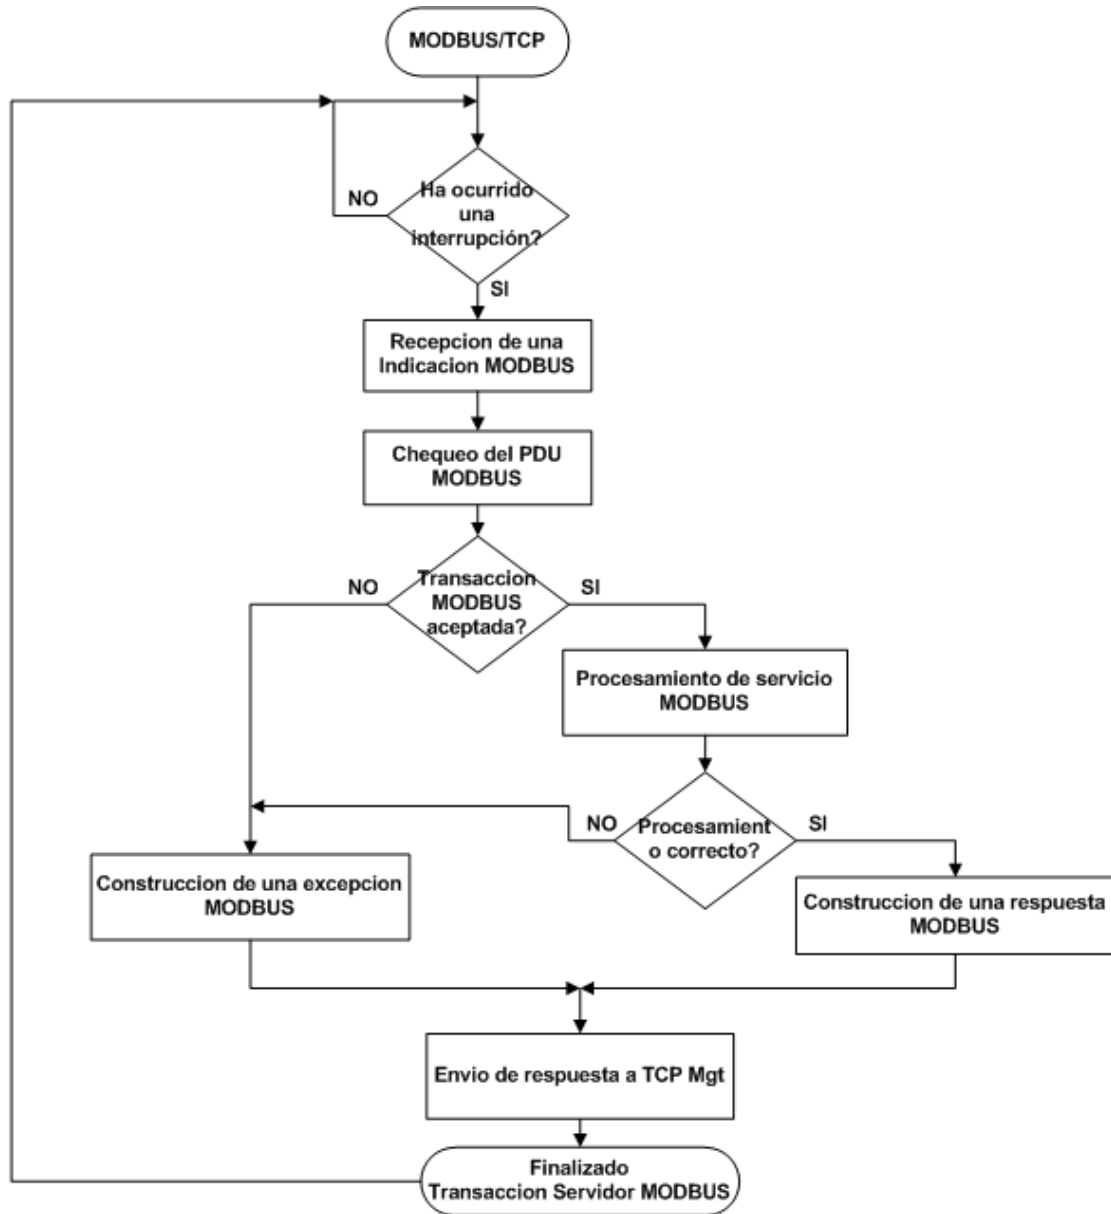 MODBUS/TCP
Ha ocurrido
una
interrupción?
NO
SI
Recepcion de una
Indicacion MODBUS
Chequeo del PDU
MODBUS
NO
Transaccion
MODBUS
aceptada?
SI
Procesamiento de servicio
MODBUS
NO
Procesamient
o correcto?
SI
Construccion de una excepcion
MODBUS
Construccion de una respuesta
MODBUS
Envio de respuesta a TCP Mgt
Finalizado
Transaccion Servidor MODBUS